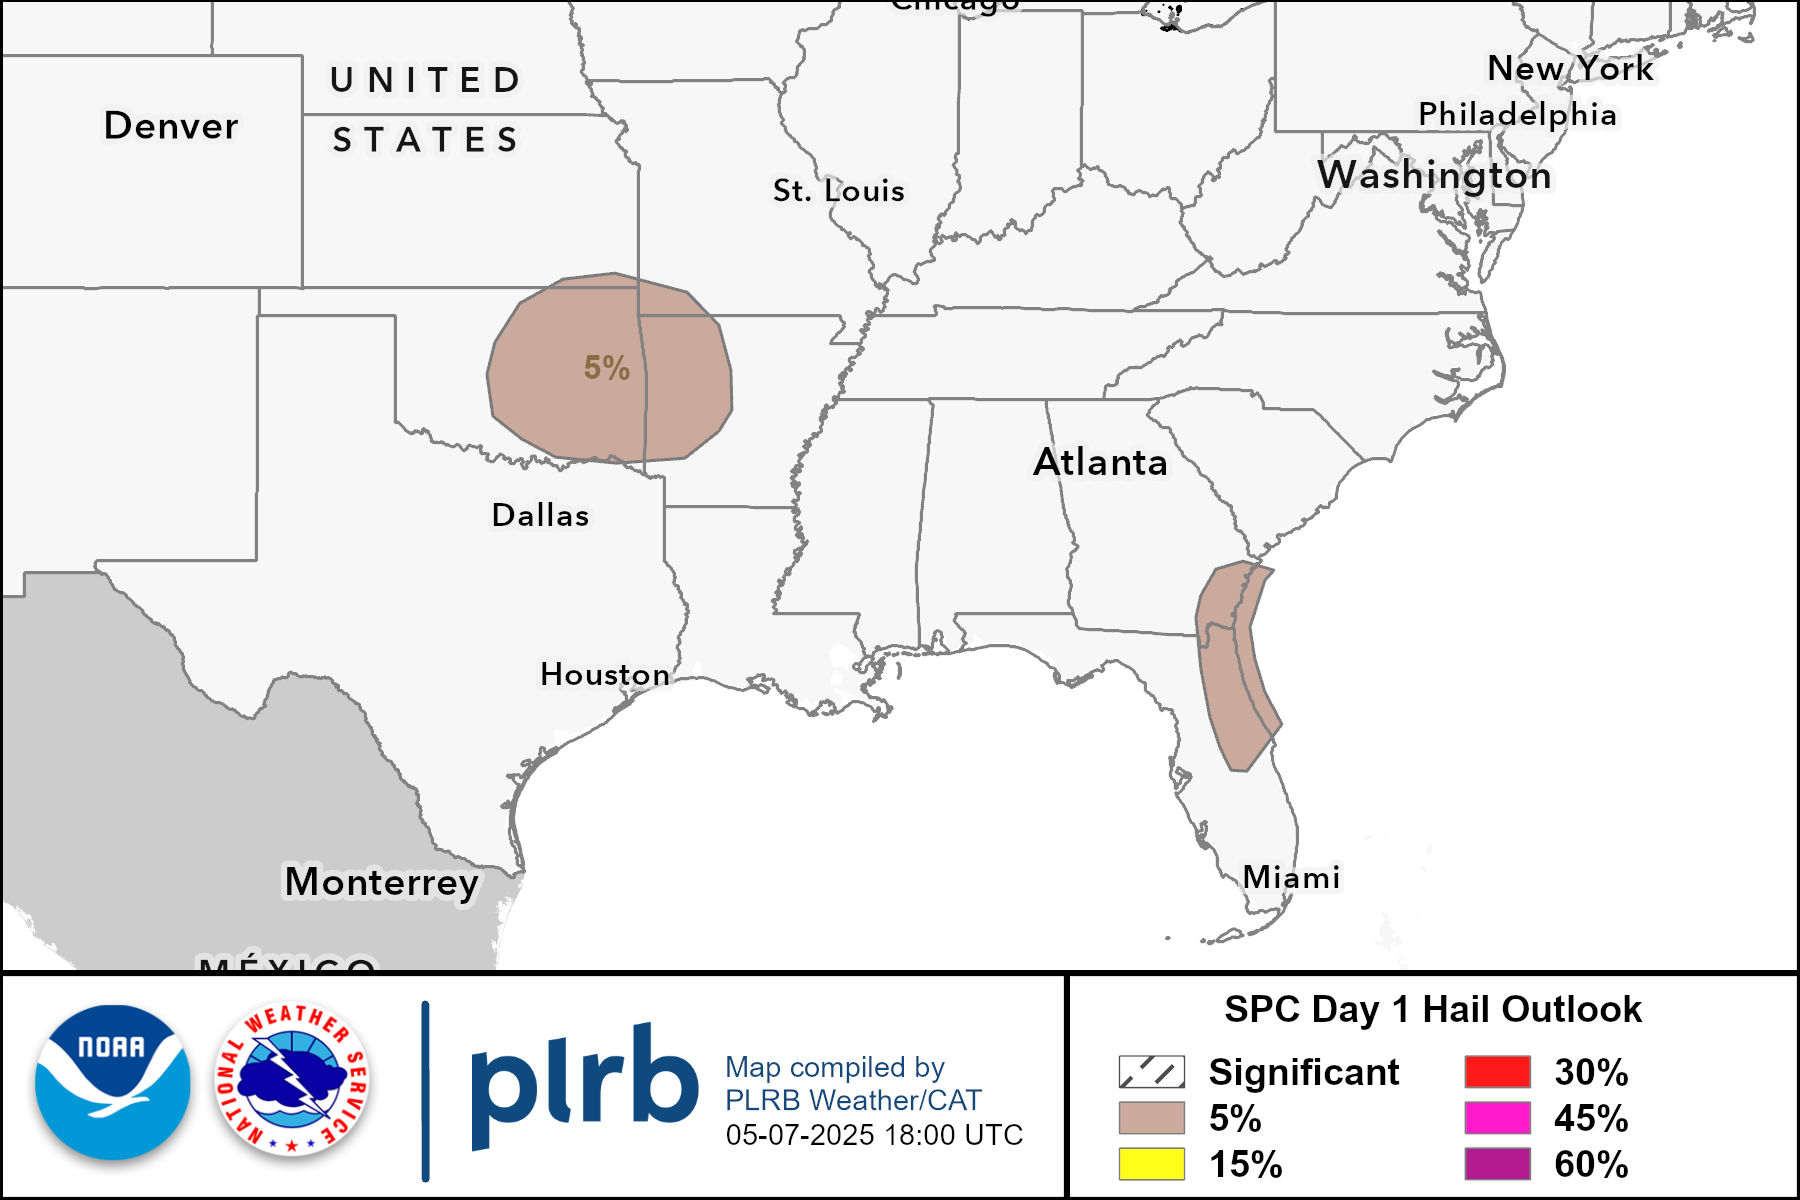 Chicago
New York
UNITED
STATES
Denver
Philadelphia
Washington
St. Louis
5%
Atlanta
Dallas
Houston
Miami
Monterrey
MÉXICO
NOAA
NATIONAL WEATHER SERVICE
plrb
Map compiled by
PLRB Weather/CAT
05-07-2025 18:00 UTC
SPC Day 1 Hail Outlook
Significant
5%
15%
30%
45%
60%